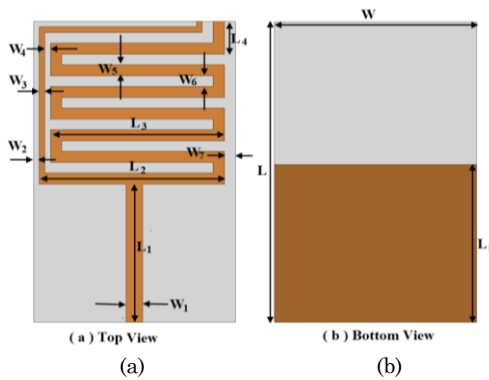 W
L4
W4
W5
W6
W3
L3
W2
W7
L2
L
L1
L
W1
( a ) Top View
( b ) Bottom View
(a)
(b)